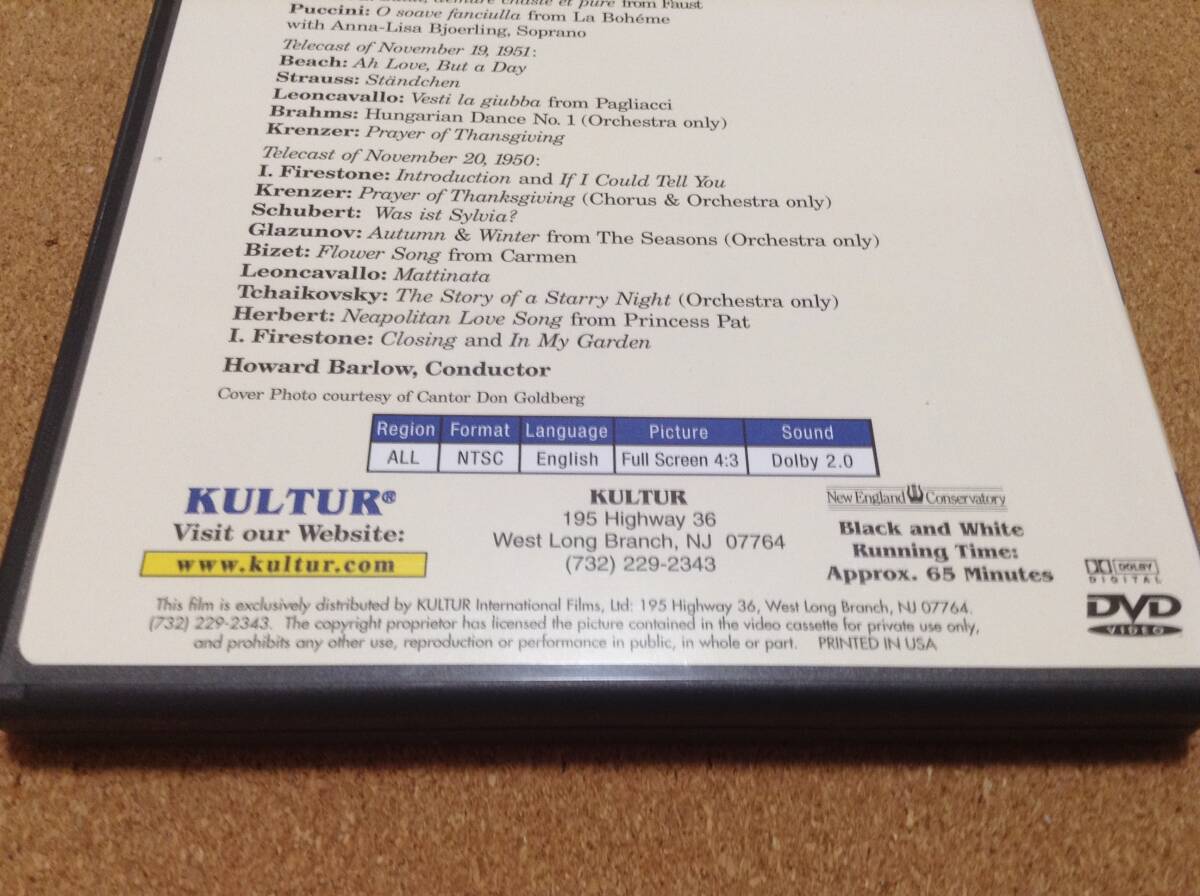 demure chaste et pure from Faust
Puccini: O soave fanciulla from La Bohéme
with Anna-Lisa Bjoerling, Soprano
Telecast of November 19, 1951:
Beach: Ah Love, But a Day
Strauss: Ständchen
Leoncavallo: Vesti la giubba from Pagliacci
Brahms: Hungarian Dance No. 1 (Orchestra only)
Krenzer: Prayer of Thansgiving
Telecast of November 20, 1950:
I. Firestone: Introduction and If I Could Tell You
Krenzer: Prayer of Thanksgiving (Chorus & Orchestra only)
Schubert: Was ist Sylvia?
Glazunov: Autumn & Winter from The Seasons (Orchestra only)
Bizet: Flower Song from Carmen
Leoncavallo: Mattinata
Tchaikovsky: The Story of a Starry Night (Orchestra only)
Herbert: Neapolitan Love Song from Princess Pat
I. Firestone: Closing and In My Garden
Howard Barlow, Conductor
Cover Photo courtesy of Cantor Don Goldberg
Region Format Language Picture Sound
ALL NTSC English Full Screen 4:3 Dolby 2.0
KULTUR®
Visit our Website:
www.kultur.com
KULTUR
195 Highway 36
West Long Branch, NJ 07764
(732) 229-2343
New England Conservatory
Black and White
Running Time:
Approx. 65 Minutes
DOLBY
DIGITAL
DVD
VIDEO
This film is exclusively distributed by KULTUR International Films, Ltd: 195 Highway 36, West Long Branch, NJ 07764.
(732) 229-2343. The copyright proprietor has licensed the picture contained in the video cassette for private use only,
and prohibits any other use, reproduction or performance in public, in whole or part. PRINTED IN USA